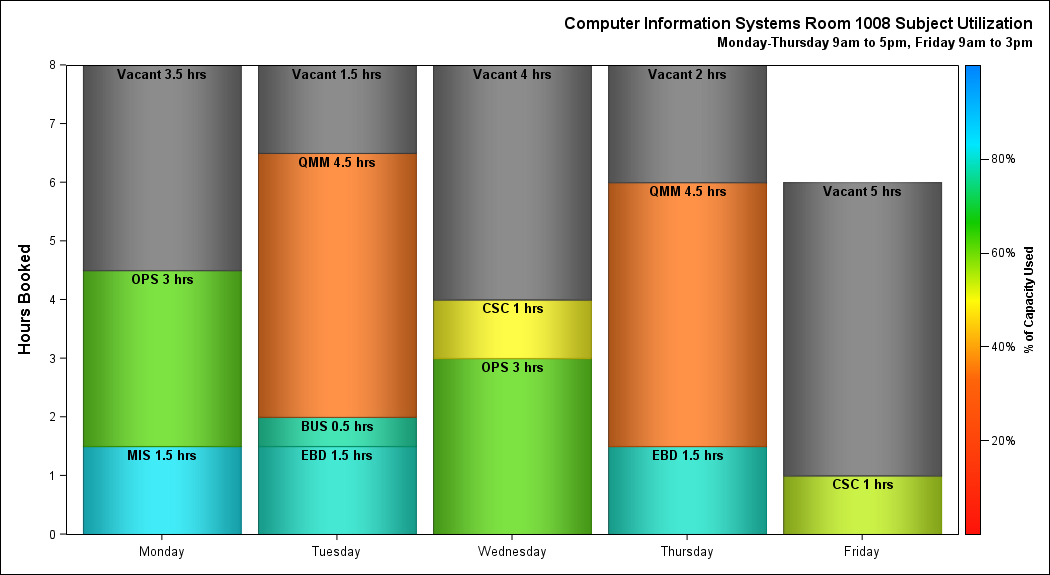 Computer Information Systems Room 1008 Subject Utilization
Monday-Thursday 9am to 5pm, Friday 9am to 3pm
Hours Booked
8
7
6
5
4
3
2
1
0
Vacant 3.5 hrs
OPS 3 hrs
MIS 1.5 hrs
Vacant 1.5 hrs
QMM 4.5 hrs
BUS 0.5 hrs
EBD 1.5 hrs
Vacant 4 hrs
CSC 1 hrs
OPS 3 hrs
Vacant 2 hrs
QMM 4.5 hrs
EBD 1.5 hrs
Vacant 5 hrs
CSC 1 hrs
Monday
Tuesday
Wednesday
Thursday
Friday
80%
60%
40%
20%
% of Capacity Used